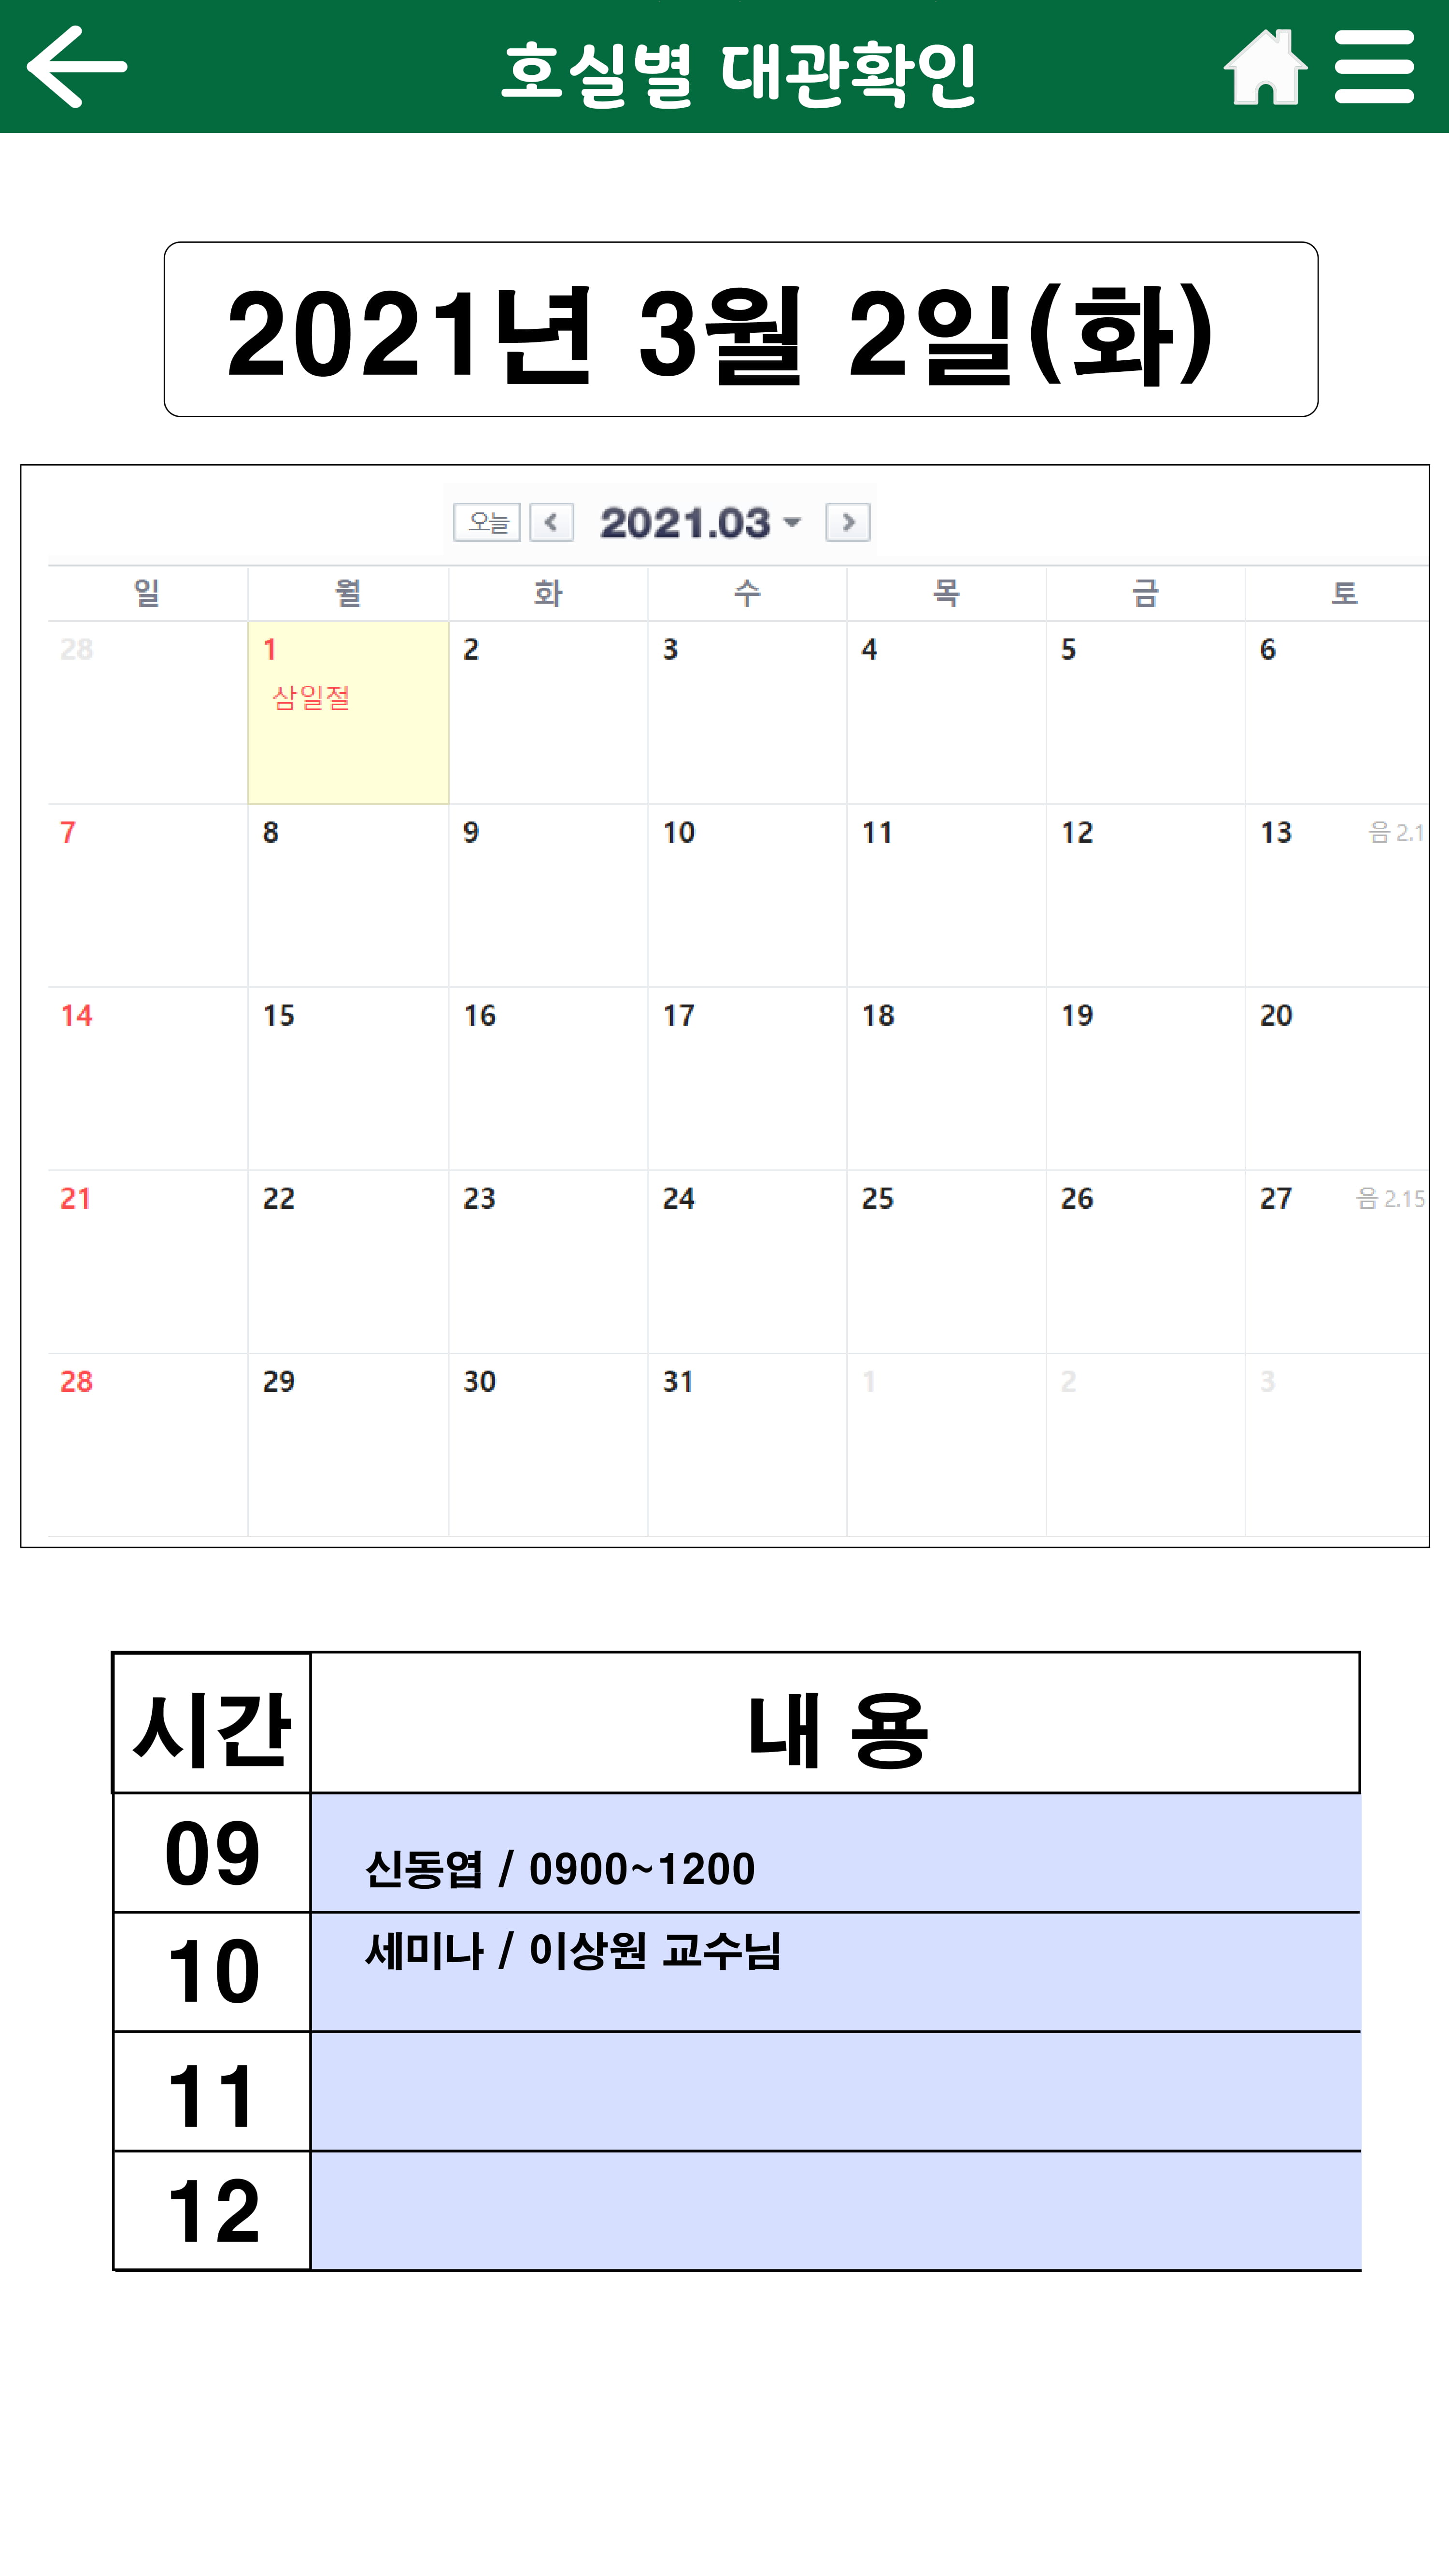 호실별 대관확인
2021년 3월 2일(화)
오늘 2021.03
일 월 화 수 목 금 토
28 1 2 3 4 5 6
삼일절
7 8 9 10 11 12 13 음 2.1
14 15 16 17 18 19 20
21 22 23 24 25 26 27 음 2.15
28 29 30 31 1 2 3
시간 내 용
09 신동엽 / 0900~1200
10 세미나 / 이상원 교수님
11
12